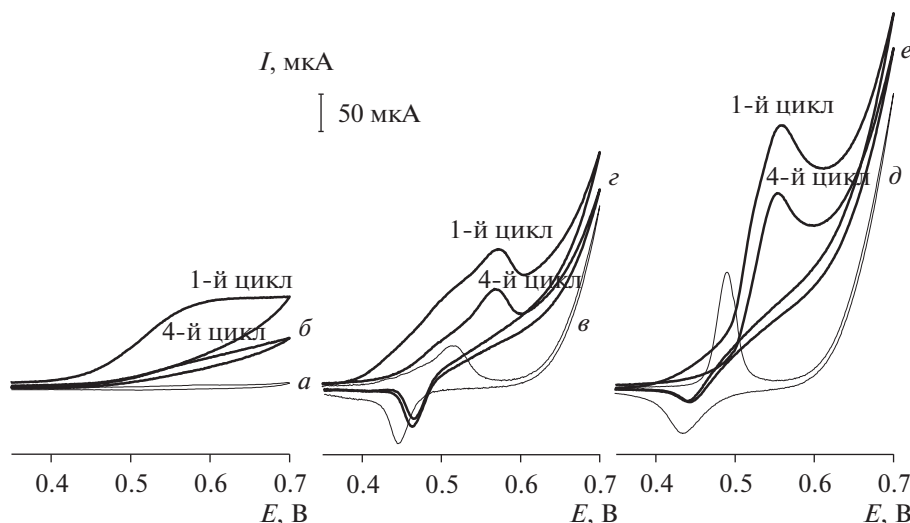 I, мкА
50 мкА
1-й цикл
4-й цикл
б
а
0.4 0.5 0.6 0.7
E, В
1-й цикл
4-й цикл
г
в
0.4 0.5 0.6 0.7
E, В
1-й цикл
4-й цикл
е
д
0.4 0.5 0.6 0.7
E, В